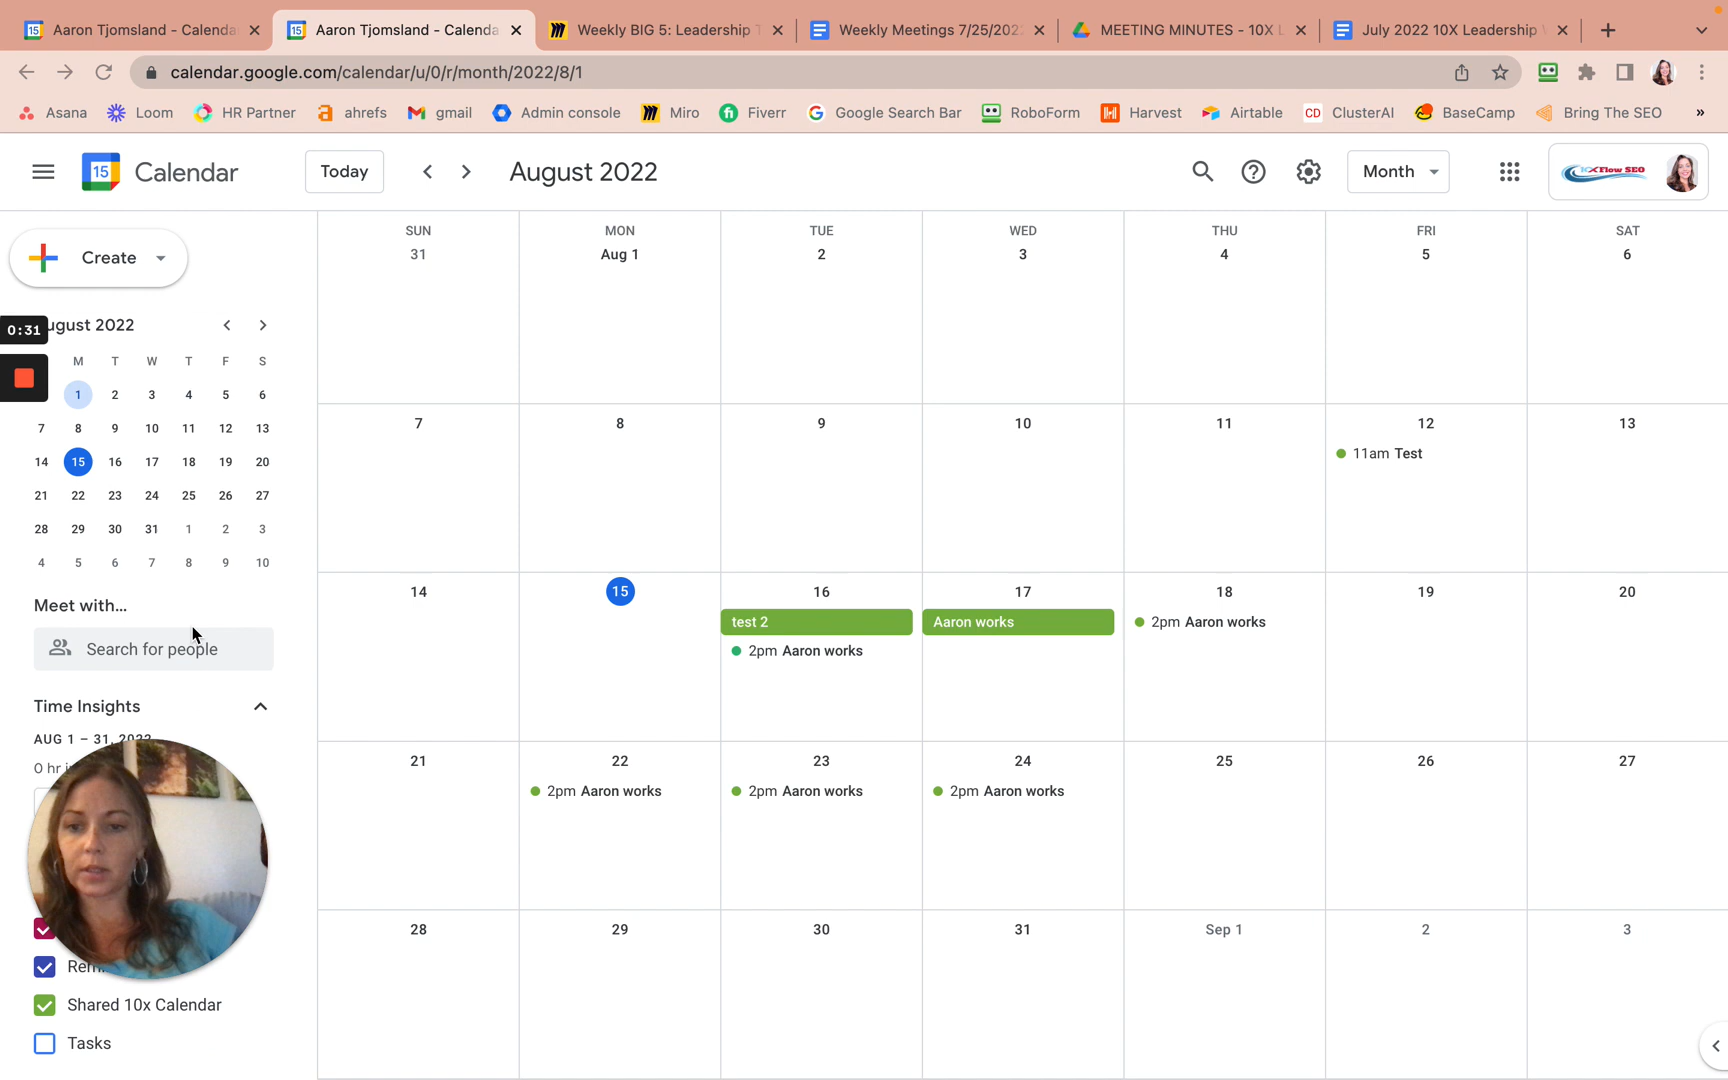 Aaron Tjomsland - Calenda
Aaron Tjomsland - Calenda
Weekly BIG 5: Leadership T
Weekly Meetings 7/25/202
MEETING MINUTES - 10X L
July 2022 10X Leadership
calendar.google.com/calendar/u/0/r/month/2022/8/1
Asana
Loom
HR Partner
ahrefs
gmail
Admin console
Miro
Fiverr
Google Search Bar
RoboForm
Harvest
Airtable
CD ClusterAI
BaseCamp
Bring The SEO
»
15 Calendar
Today
August 2022
Month
Flow SEO
Create
ugust 2022
0:31
M T W T F S
1 2 3 4 5 6
7 8 9 10 11 12 13
14 15 16 17 18 19 20
21 22 23 24 25 26 27
28 29 30 31 1 2 3
4 5 6 7 8 9 10
Meet with...
Search for people
Time Insights
AUG 1 – 31, 2022
0 hr
Shared 10x Calendar
Tasks
SUN MON TUE WED THU FRI SAT
31 Aug 1 2 3 4 5 6
7 8 9 10 11 12 13
11am Test
14 15 16 17 18 19 20
test 2
Aaron works
2pm Aaron works
2pm Aaron works
21 22 23 24 25 26 27
2pm Aaron works
2pm Aaron works
2pm Aaron works
28 29 30 31 Sep 1 2 3